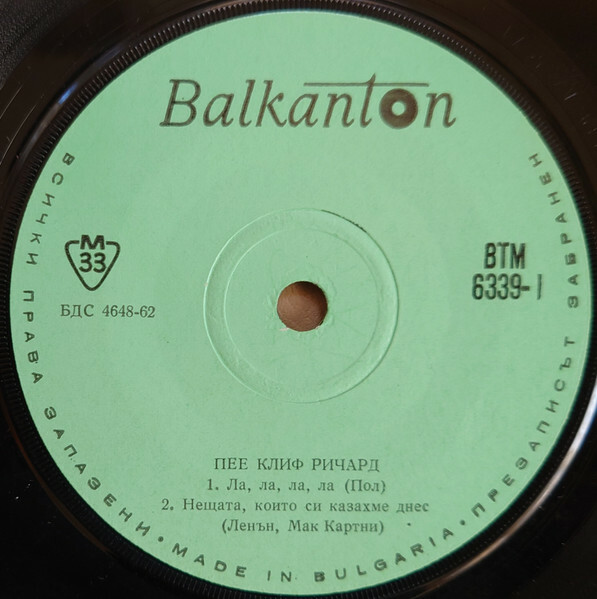 Balkanton
M
33
БДС 4648-62
ВТМ
6339-I
ПЕЕ КЛИФ РИЧАРД
1. Ла, ла, ла, ла (Пол)
2. Нещата, които си казахме днес
(Ленън, Мак Картни)
ВСИЧКИ ПРАВА ЗАПАЗЕНИ • MADE IN BULGARIA • ПРЕЗАПИСЪТ ЗАБРАНЕН